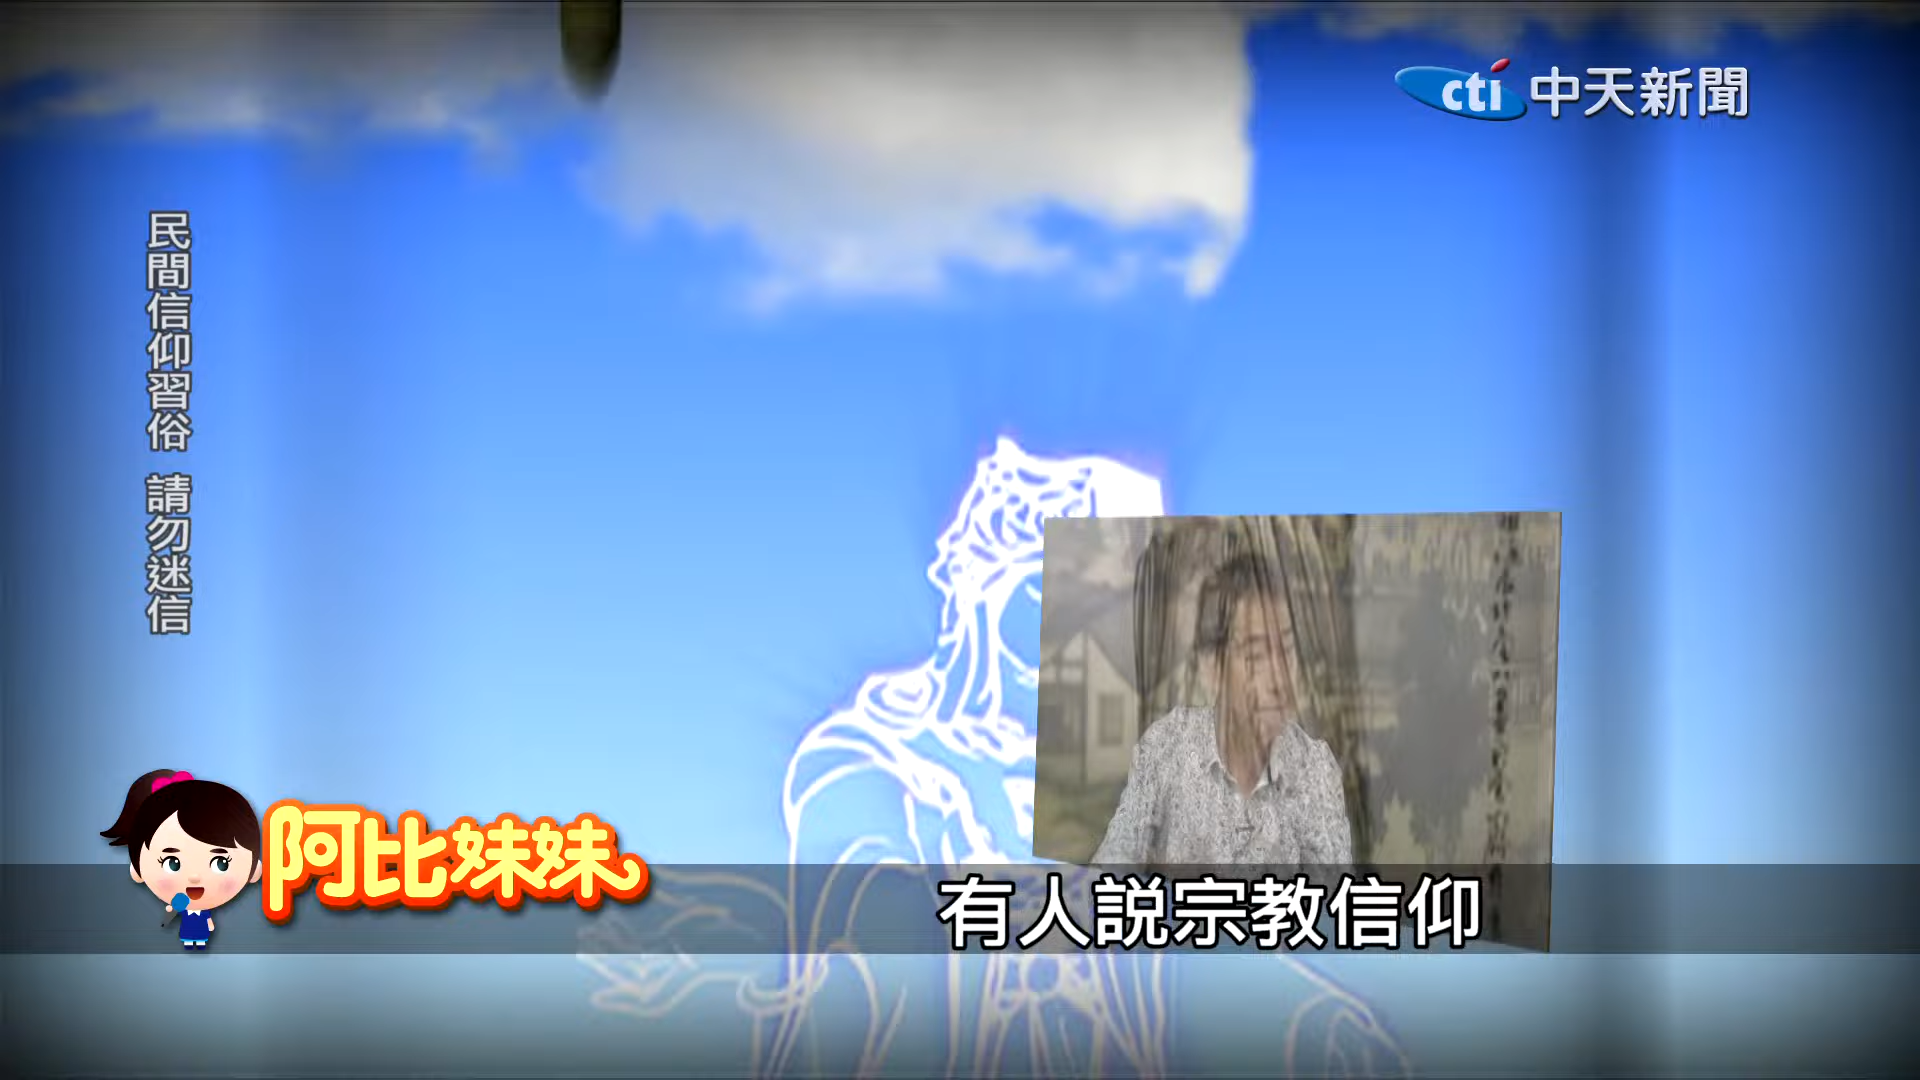 cti 中天新聞
民間信仰習俗 請勿迷信
阿比妹妹
有人說宗教信仰